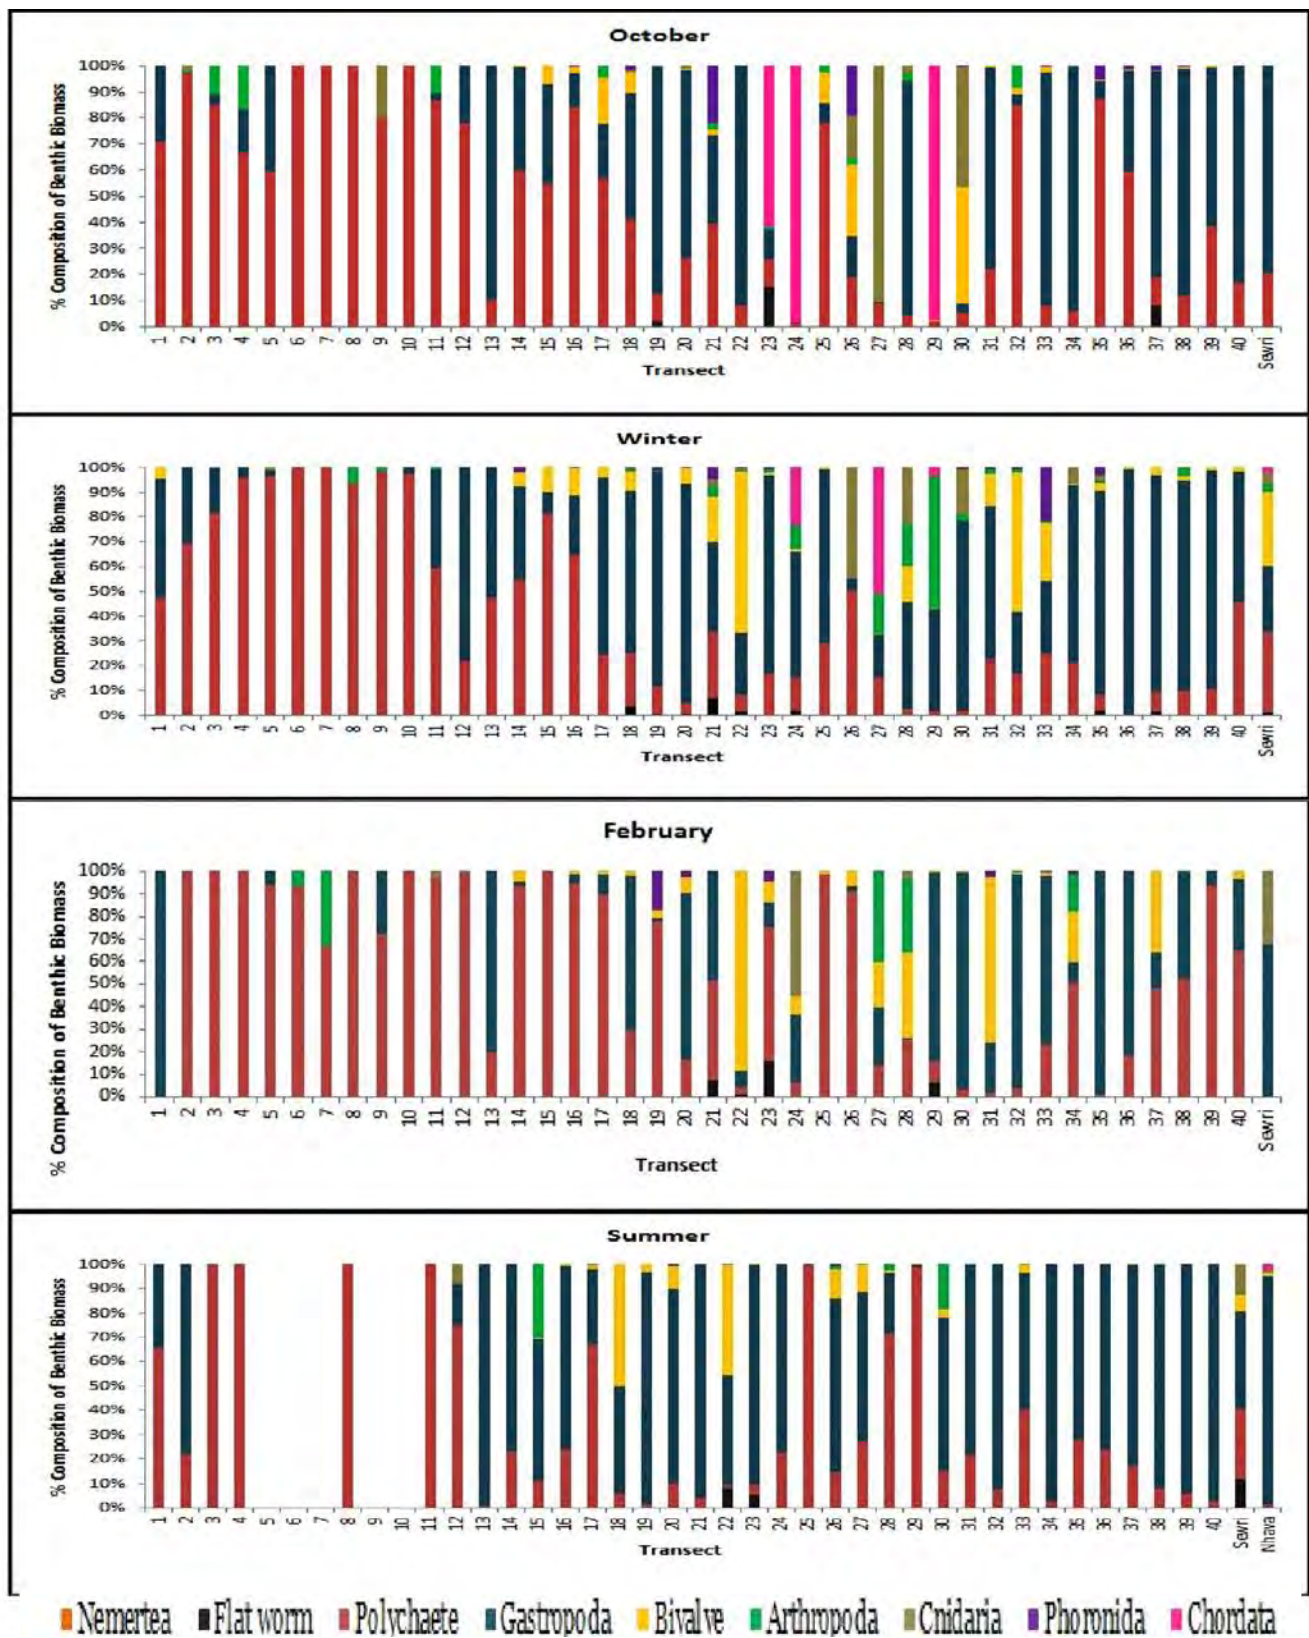 October
% Composition of Benthic Biomass
100%
90%
80%
70%
60%
50%
40%
30%
20%
10%
0%
1 2 3 4 5 6 7 8 9 10 11 12 13 14 15 16 17 18 19 20 21 22 23 24 25 26 27 28 29 30 31 32 33 34 35 36 37 38 39 40 Sewri
Transect
Winter
% Composition of Benthic Biomass
100%
90%
80%
70%
60%
50%
40%
30%
20%
10%
0%
1 2 3 4 5 6 7 8 9 10 11 12 13 14 15 16 17 18 19 20 21 22 23 24 25 26 27 28 29 30 31 32 33 34 35 36 37 38 39 40 Sewri
Transect
February
% Composition of Benthic Biomass
100%
90%
80%
70%
60%
50%
40%
30%
20%
10%
0%
1 2 3 4 5 6 7 8 9 10 11 12 13 14 15 16 17 18 19 20 21 22 23 24 25 26 27 28 29 30 31 32 33 34 35 36 37 38 39 40 Sewri
Transect
Summer
% Composition of Benthic Biomass
100%
90%
80%
70%
60%
50%
40%
30%
20%
10%
0%
1 2 3 4 5 6 7 8 9 10 11 12 13 14 15 16 17 18 19 20 21 22 23 24 25 26 27 28 29 30 31 32 33 34 35 36 37 38 39 40 Sewri Nhava
Transect
Nemertea Flat worm Polychaete Gastropoda Bivalve Arthropoda Cnidaria Phoronida Chordata